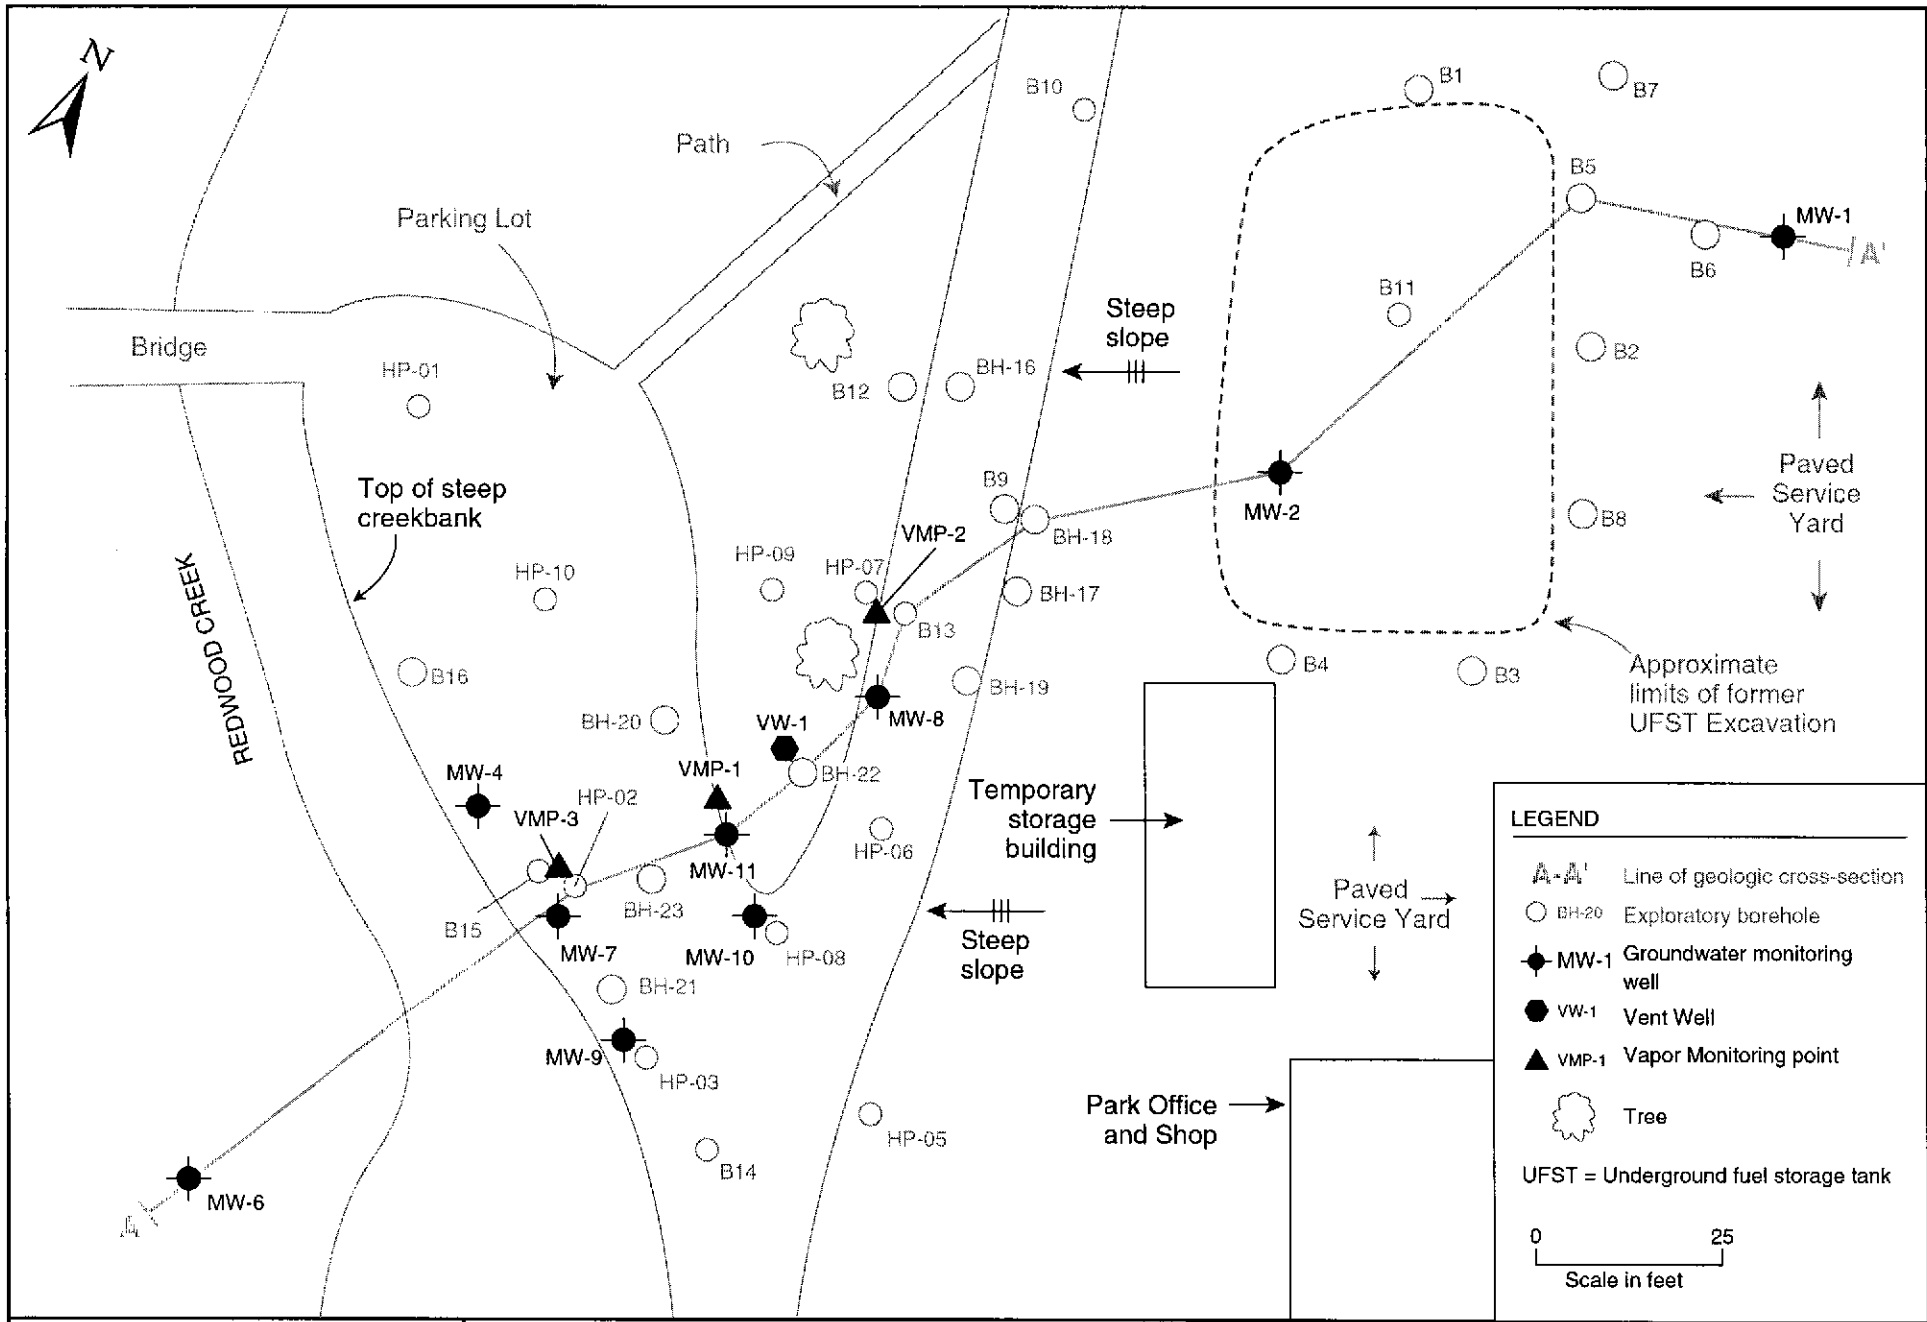 N
B10
B1
B7
Path
B5
MW-1
A'
B6
Parking Lot
B11
Steep
slope
Bridge
HP-01
B12
BH-16
B2
Paved
Service
Yard
Top of steep
creekbank
B9
MW-2
B8
VMP-2
BH-18
HP-09
HP-07
HP-10
BH-17
B13
REDWOOD CREEK
B16
BH-19
B4
B3
Approximate
limits of former
UFST Excavation
BH-20
VW-1
MW-8
MW-4
VMP-1
BH-22
HP-02
VMP-3
Temporary
storage
building
HP-06
MW-11
BH-23
B15
Paved
Service Yard
MW-7
MW-10
HP-08
Steep
slope
BH-21
MW-9
HP-03
Park Office
and Shop
HP-05
B14
MW-6
A
LEGEND
A-A' Line of geologic cross-section
BH-20 Exploratory borehole
MW-1 Groundwater monitoring
well
VW-1 Vent Well
VMP-1 Vapor Monitoring point
Tree
UFST = Underground fuel storage tank
0 25
Scale in feet